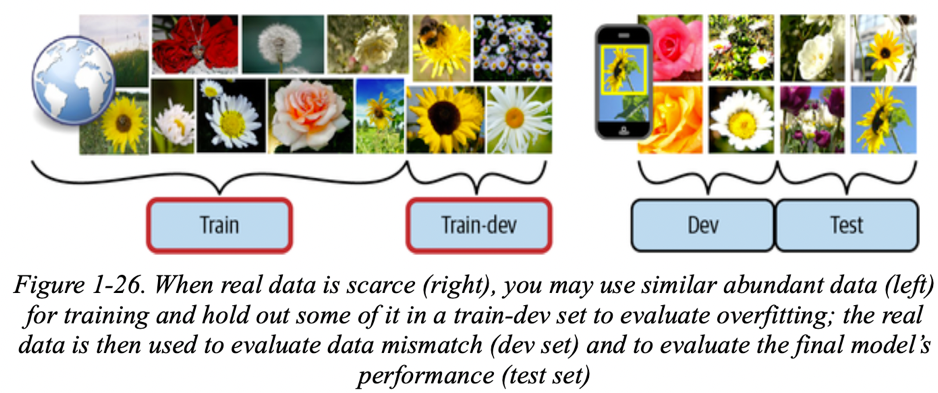 Train
Train-dev
Dev
Test
Figure 1-26. When real data is scarce (right), you may use similar abundant data (left)
for training and hold out some of it in a train-dev set to evaluate overfitting; the real
data is then used to evaluate data mismatch (dev set) and to evaluate the final model’s
performance (test set)